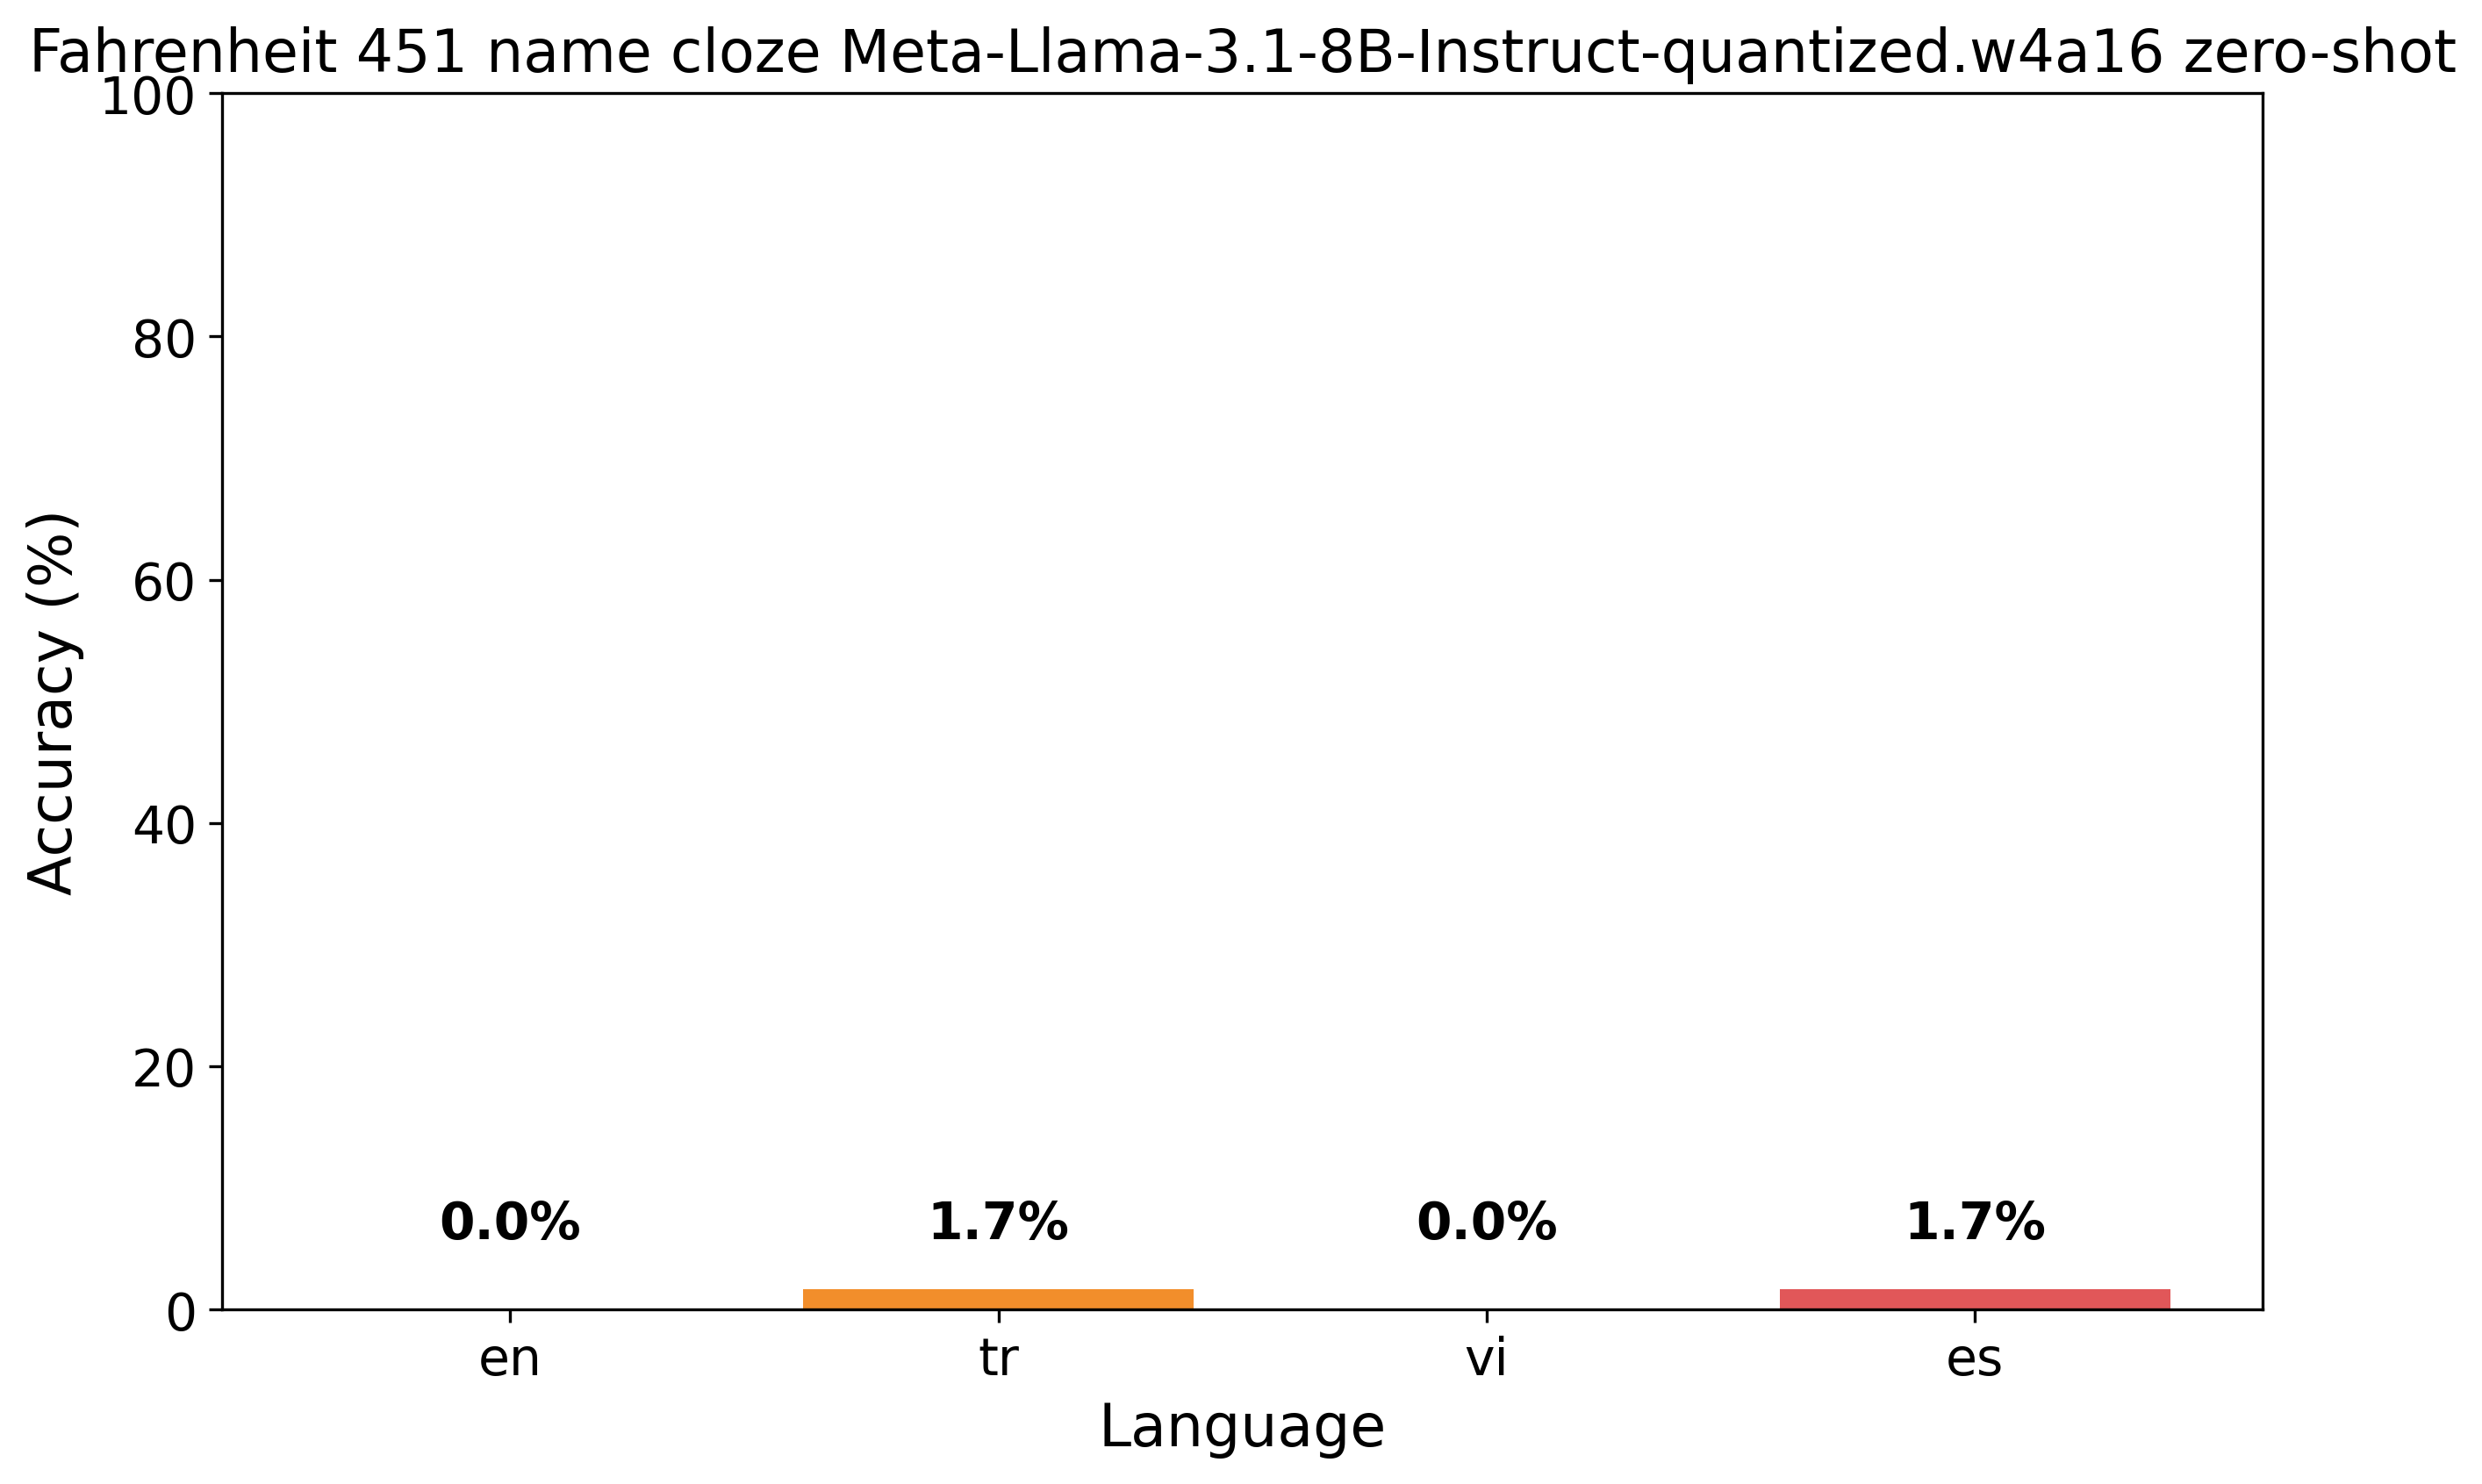 Fahrenheit 451 name cloze Meta-Llama-3.1-8B-Instruct-quantized.w4a16 zero-shot
100
80
60
40
20
0
Accuracy (%)
0.0%
1.7%
0.0%
1.7%
en
tr
vi
es
Language